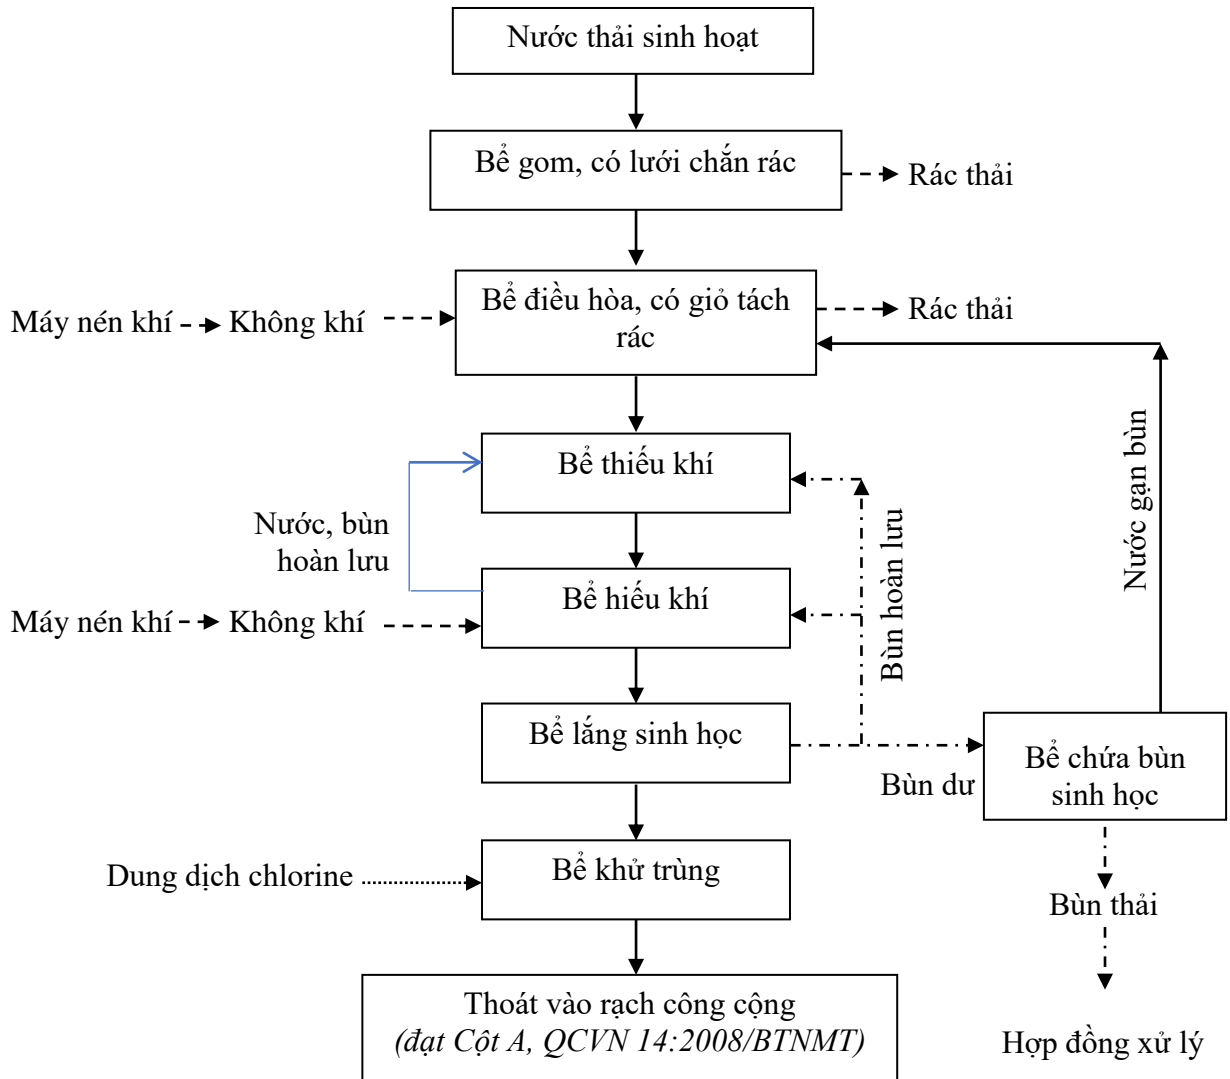 Nước thải sinh hoạt
Bể gom, có lưới chắn rác
Rác thải
Bể điều hòa, có giỏ tách
rác
Rác thải
Máy nén khí
Không khí
Bể thiếu khí
Nước, bùn
hoàn lưu
Bùn hoàn lưu
Nước gạn bùn
Bể hiếu khí
Máy nén khí
Không khí
Bể lắng sinh học
Bùn dư
Bể chứa bùn
sinh học
Dung dịch chlorine
Bể khử trùng
Bùn thải
Thoát vào rạch công cộng
(đạt Cột A, QCVN 14:2008/BTNMT)
Hợp đồng xử lý